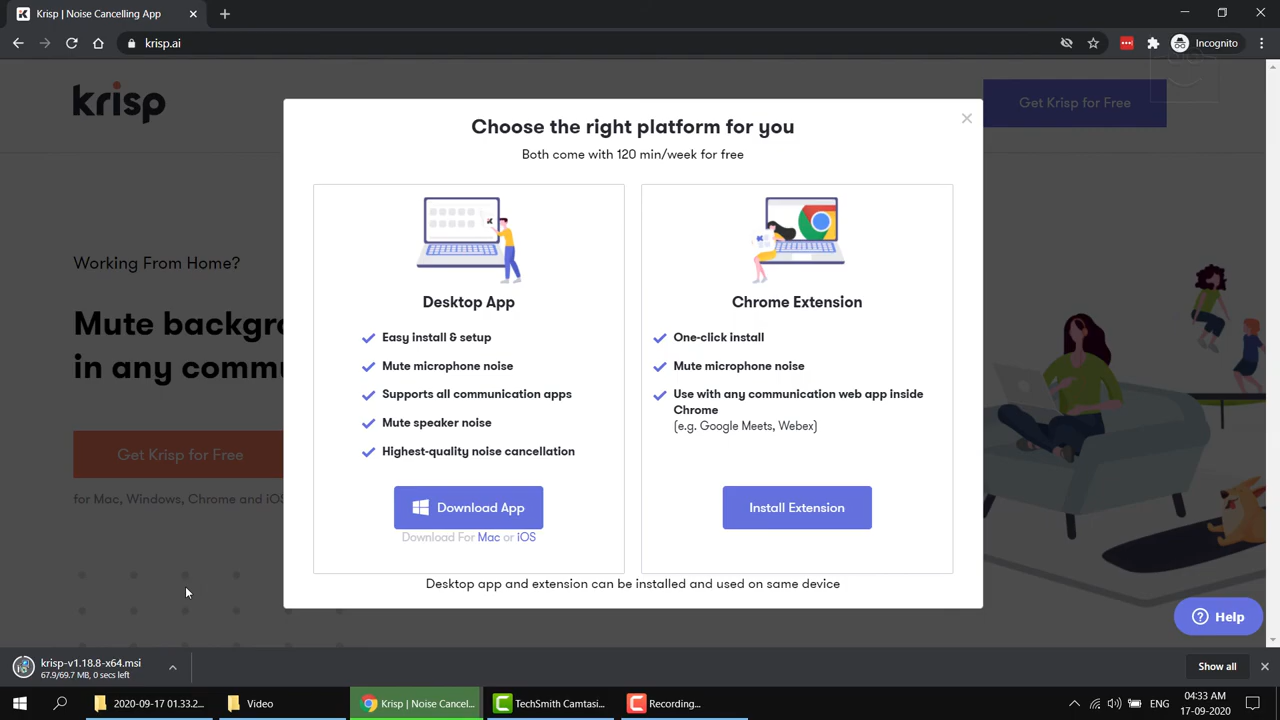 Krisp | Noise Cancelling App
krisp.ai
Incognito
krisp
Get Krisp for Free
Choose the right platform for you
Both come with 120 min/week for free
Working From Home?
Mute backgr
in any commu
Get Krisp for Free
for Mac, Windows, Chrome and iOS
Desktop App
Easy install & setup
Mute microphone noise
Supports all communication apps
Mute speaker noise
Highest-quality noise cancellation
Download App
Download For Mac or iOS
Chrome Extension
One-click install
Mute microphone noise
Use with any communication web app inside
Chrome
(e.g. Google Meets, Webex)
Install Extension
Desktop app and extension can be installed and used on same device
Help
krisp-v1.18.8-x64.msi
67.9/69.7 MB, 0 secs left
Show all
2020-09-17 01.33.2...
Video
Krisp | Noise Cancel...
TechSmith Camtasi...
Recording...
ENG
04:33 AM
17-09-2020